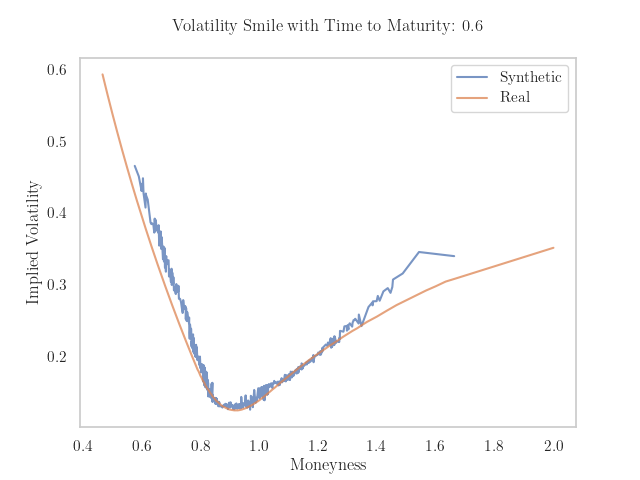 Volatility Smile with Time to Maturity: 0.6
Synthetic
Real
0.6
0.5
0.4
0.3
0.2
Implied Volatility
0.4 0.6 0.8 1.0 1.2 1.4 1.6 1.8 2.0
Moneyness